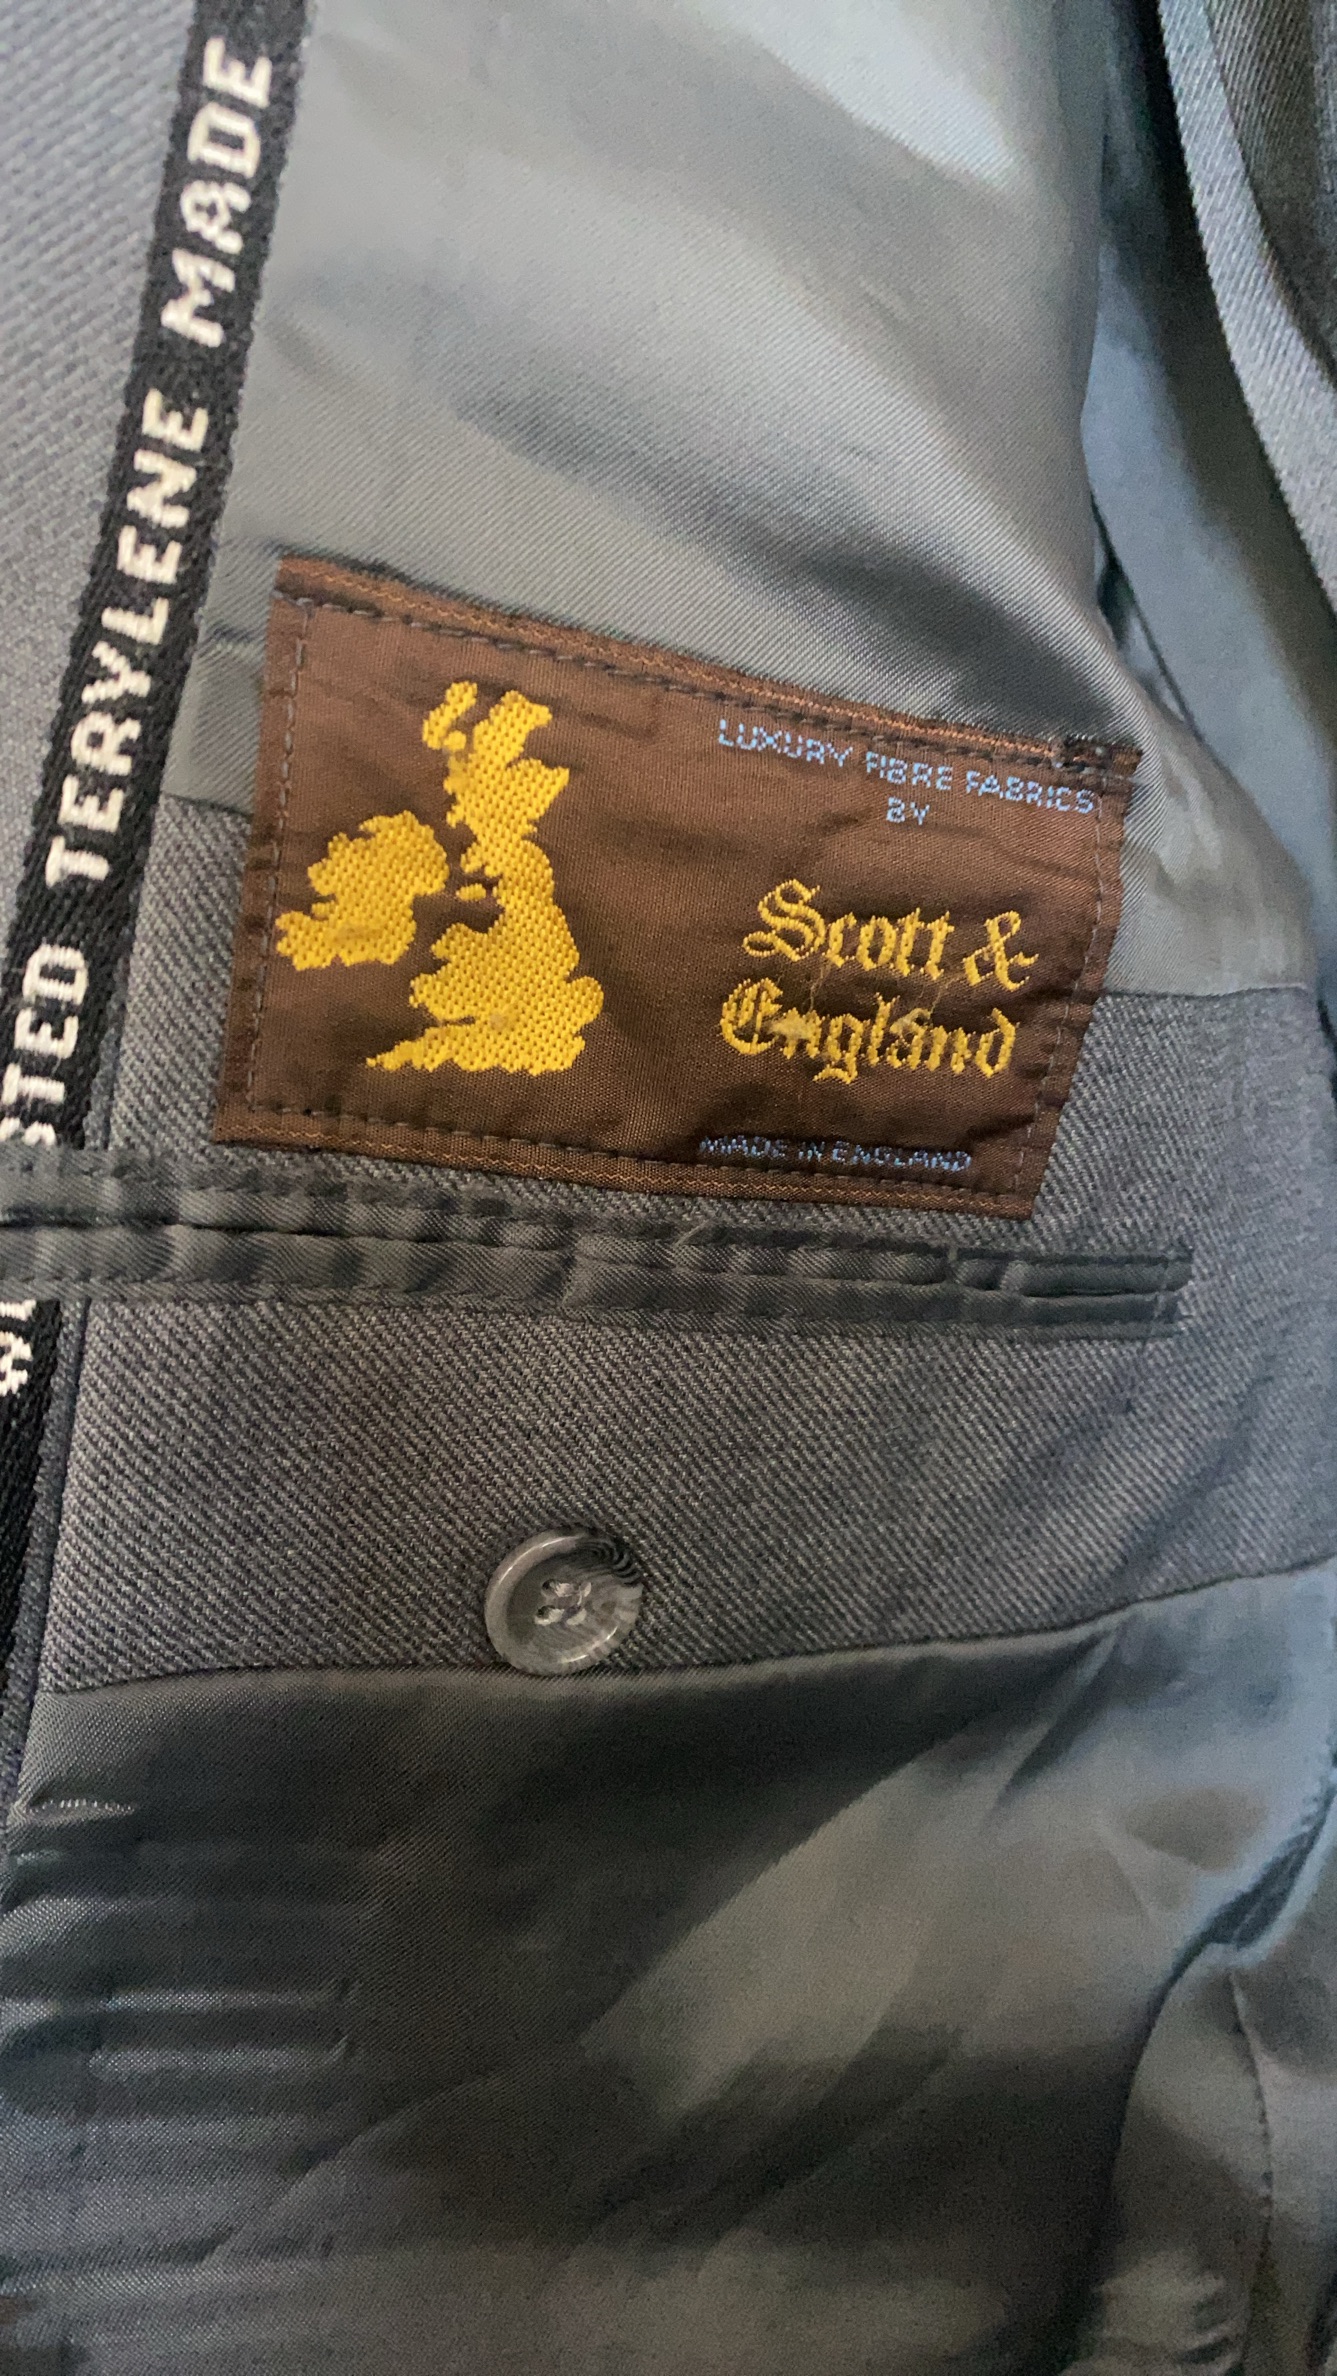 STED TERYLENE MADE
LUXURY FIBRE FABRICS
BY
Scott &
England
MADE IN ENGLAND